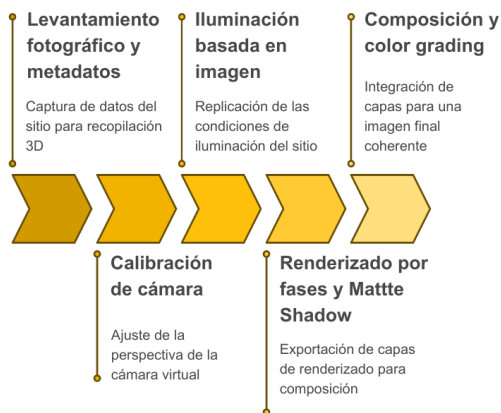 Levantamiento
fotográfico y
metadatos
Captura de datos del
sitio para recopilación
3D
Calibración
de cámara
Ajuste de la
perspectiva de la
cámara virtual
Iluminación
basada en
imagen
Replicación de las
condiciones de
iluminación del sitio
Renderizado por
fases y Mattte
Shadow
Exportación de capas
de renderizado para
composición
Composición y
color grading
Integración de
capas para una
imagen final
coherente